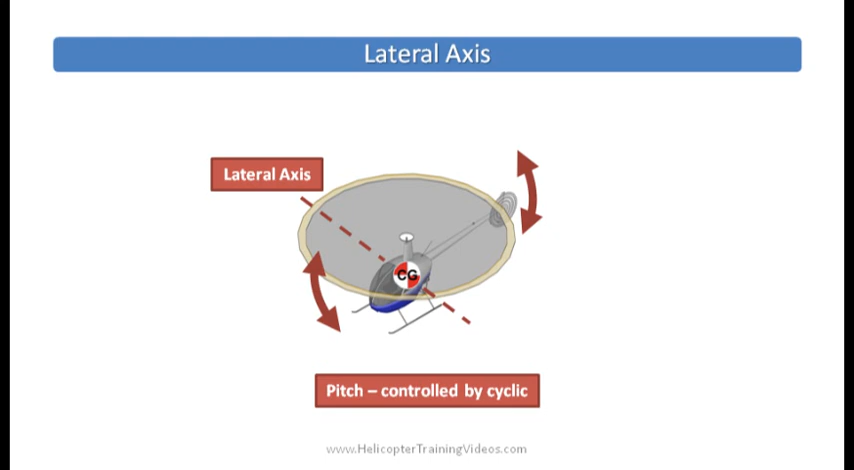 Lateral Axis
Lateral Axis
CG
Pitch – controlled by cyclic
www.HelicopterTrainingVideos.com